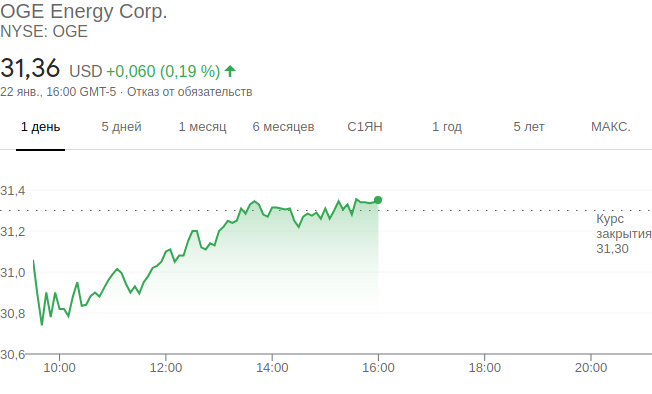 OGE Energy Corp.
NYSE: OGE
31,36 USD +0,060 (0,19 %)
22 янв., 16:00 GMT-5 · Отказ от обязательств
1 день 5 дней 1 месяц 6 месяцев С1ЯН 1 год 5 лет МАКС.
31,4
Курс
закрытия
31,30
31,2
31,0
30,8
30,6
10:00 12:00 14:00 16:00 18:00 20:00